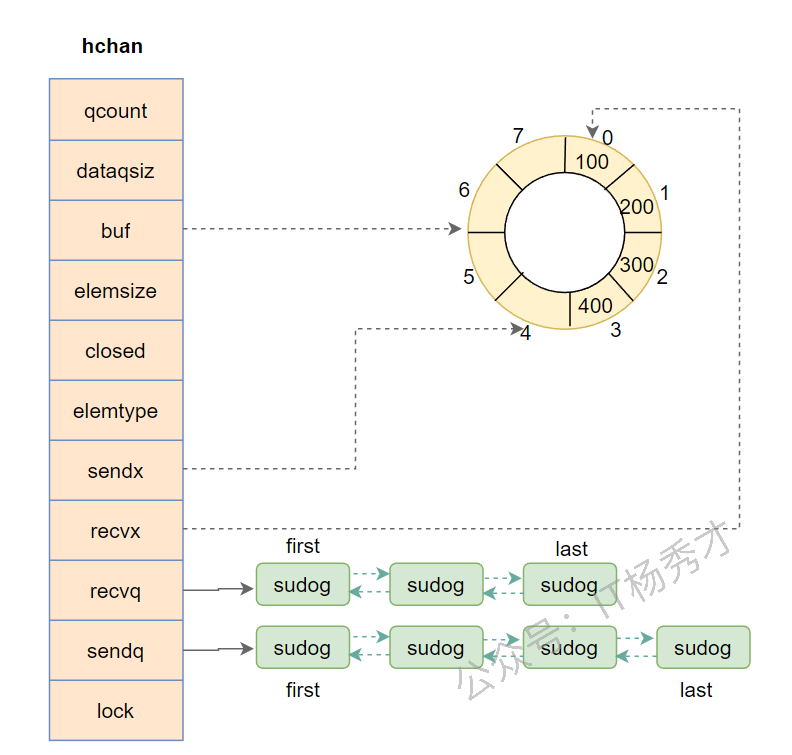 hchan
qcount
dataqsiz
buf
elemsize
closed
elemtype
sendx
recvx
recvq
sendq
lock
7
0
100
6
1
200
5
300
2
400
4
3
first
last
sudog
sudog
sudog
sudog
sudog
sudog
sudog
first
last
公众号：IT杨秀才